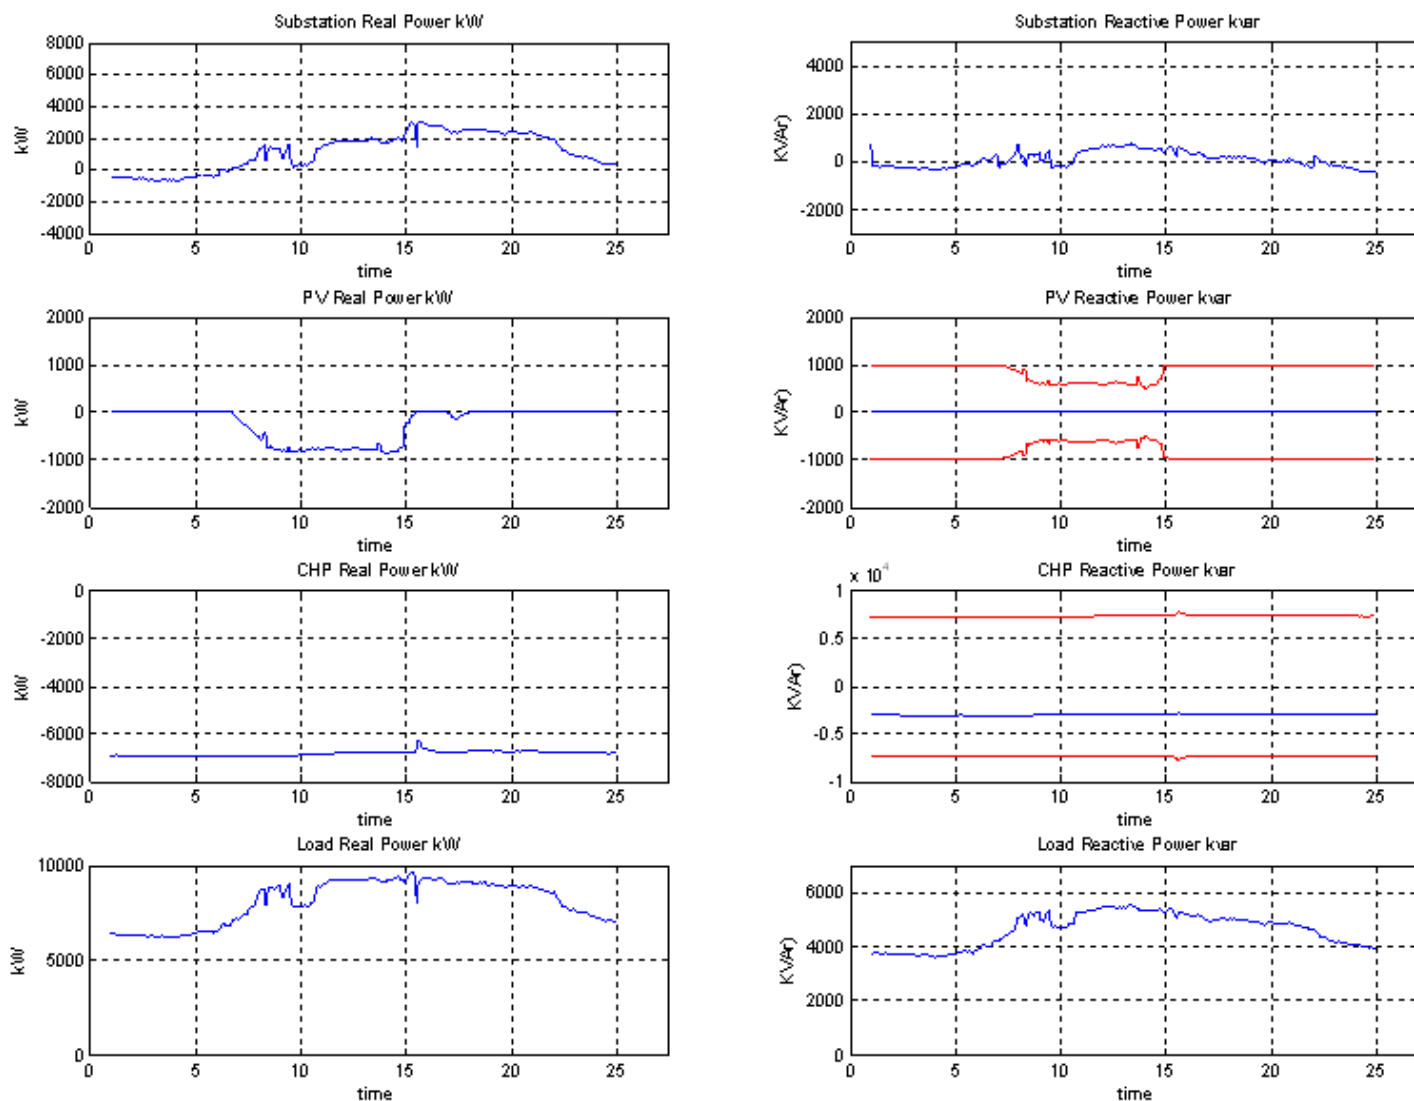 Substation Real Power kW
8000
6000
4000
2000
0
-2000
-4000
kW
0 5 10 15 20 25
time
Substation Reactive Power kvar
4000
2000
0
-2000
KVAr)
0 5 10 15 20 25
time
PV Real Power kW
2000
1000
0
-1000
-2000
kW
0 5 10 15 20 25
time
PV Reactive Power kvar
2000
1000
0
-1000
-2000
KVAr)
0 5 10 15 20 25
time
CHP Real Power kW
0
-2000
-4000
-6000
-8000
kW
0 5 10 15 20 25
time
CHP Reactive Power kvar
x 10^4
1
0.5
0
-0.5
-1
KVAr)
0 5 10 15 20 25
time
Load Real Power kW
10000
5000
0
kW
0 5 10 15 20 25
time
Load Reactive Power kvar
6000
4000
2000
0
KVAr)
0 5 10 15 20 25
time